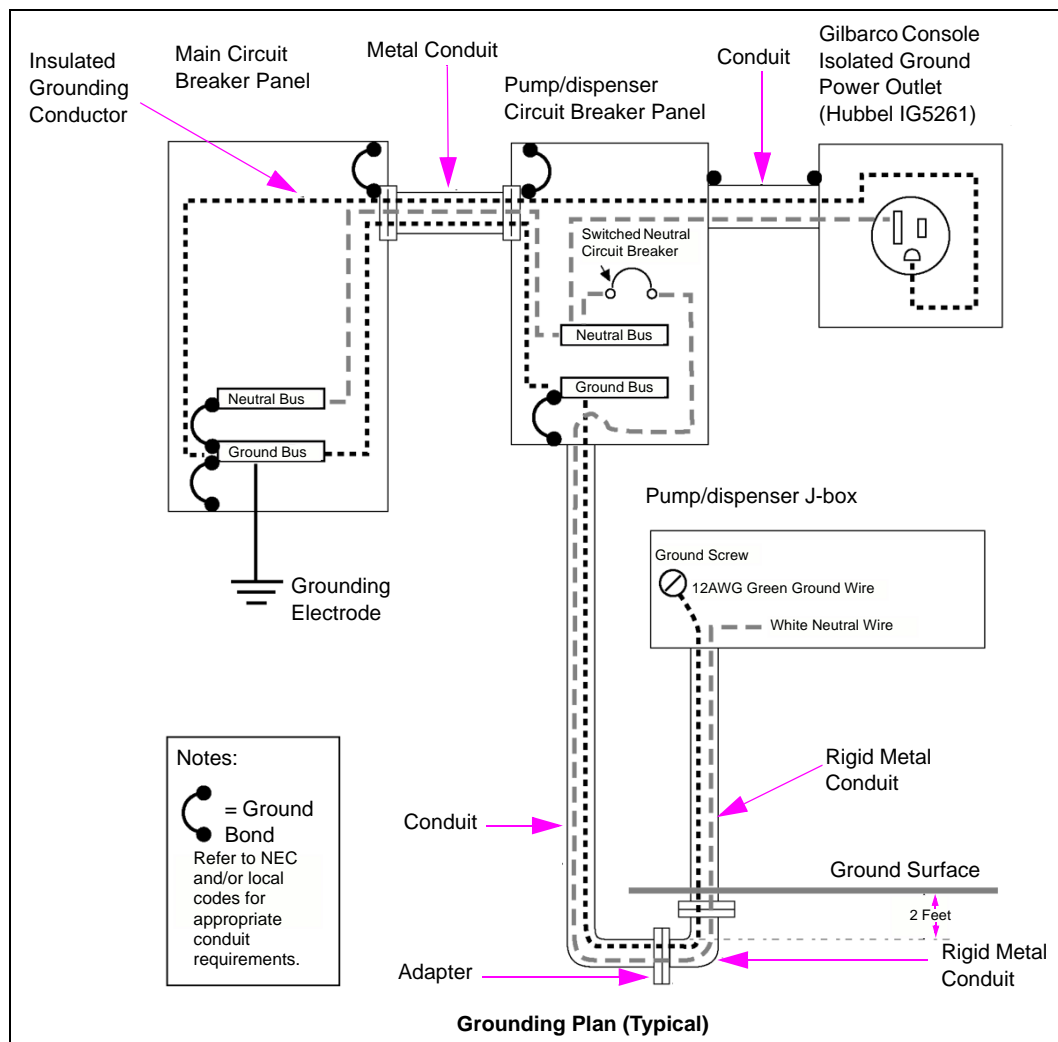 Insulated
Grounding
Conductor
Main Circuit
Breaker Panel
Metal Conduit
Pump/dispenser
Circuit Breaker Panel
Conduit
Gilbarco Console
Isolated Ground
Power Outlet
(Hubbel IG5261)
Switched Neutral
Circuit Breaker
Neutral Bus
Ground Bus
Neutral Bus
Ground Bus
Grounding
Electrode
Pump/dispenser J-box
Ground Screw
12AWG Green Ground Wire
White Neutral Wire
Notes:
= Ground
Bond
Refer to NEC
and/or local
codes for
appropriate
conduit
requirements.
Conduit
Rigid Metal
Conduit
Ground Surface
2 Feet
Adapter
Rigid Metal
Conduit
Grounding Plan (Typical)